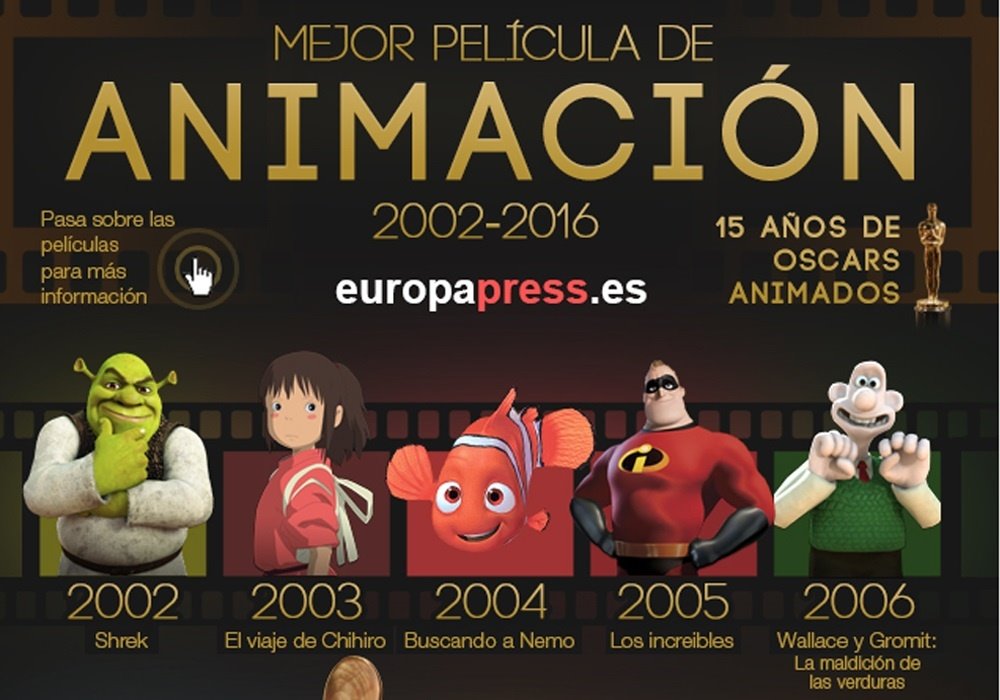 MEJOR PELÍCULA DE
ANIMACIÓN
2002-2016
Pasa sobre las
películas
para más
información
europapress.es
15 AÑOS DE
OSCARS
ANIMADOS
2002
Shrek
2003
El viaje de Chihiro
2004
Buscando a Nemo
2005
Los increibles
2006
Wallace y Gromit:
La maldición de
las verduras